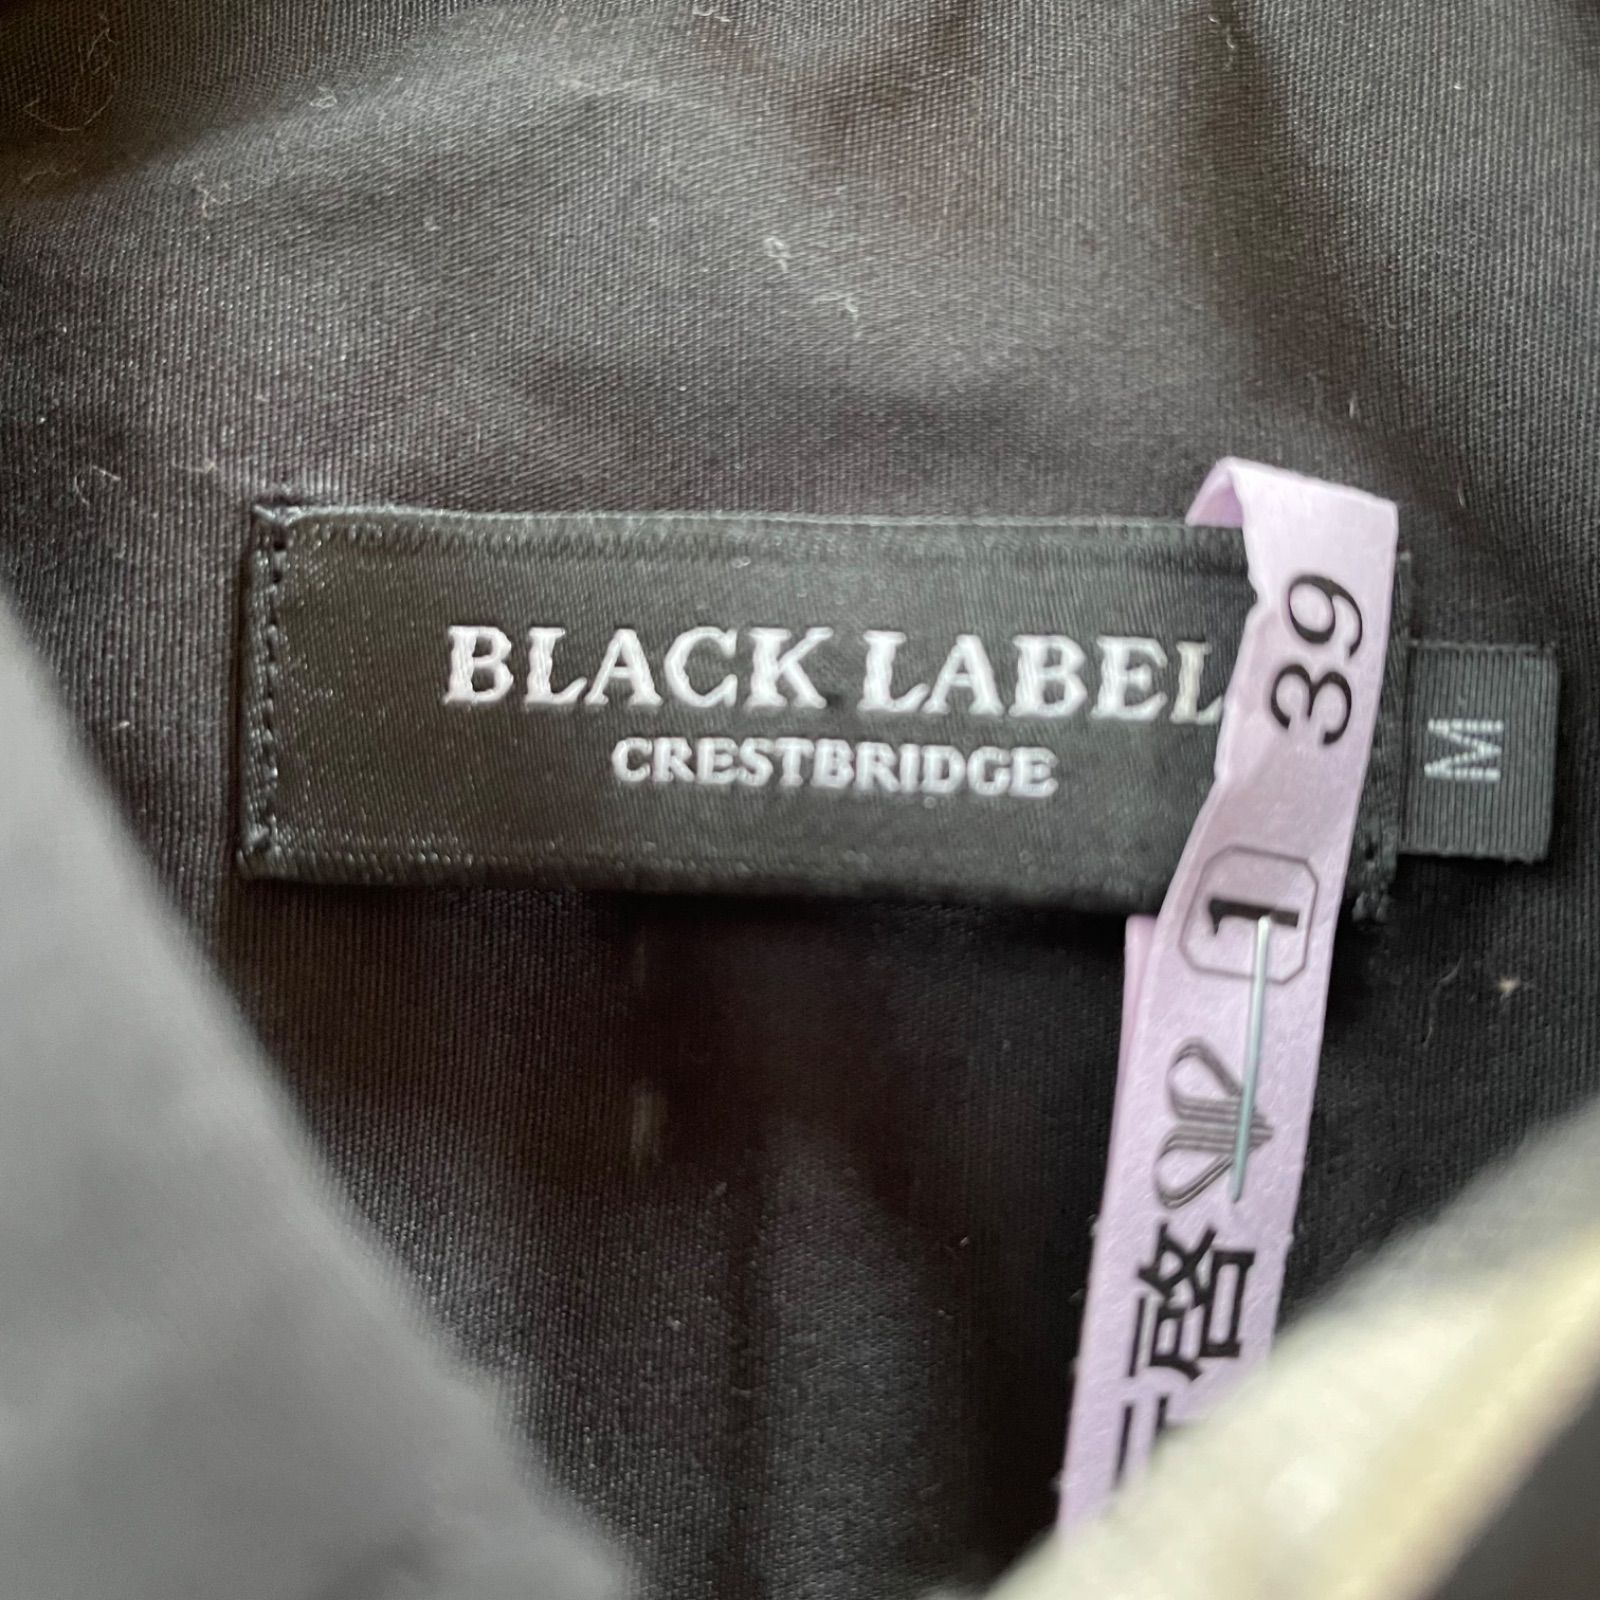 BLACK LABEL
CRESTBRIDGE
M
39
1
啓